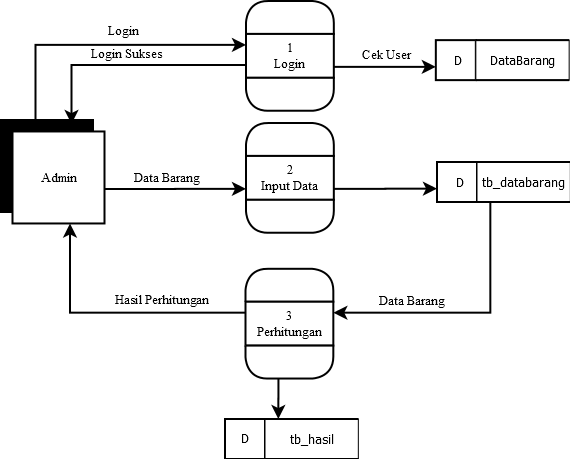 Login
Login Sukses
1
Login
Cek User
D
DataBarang
Admin
Data Barang
2
Input Data
D
tb_databarang
Hasil Perhitungan
3
Perhitungan
Data Barang
D
tb_hasil